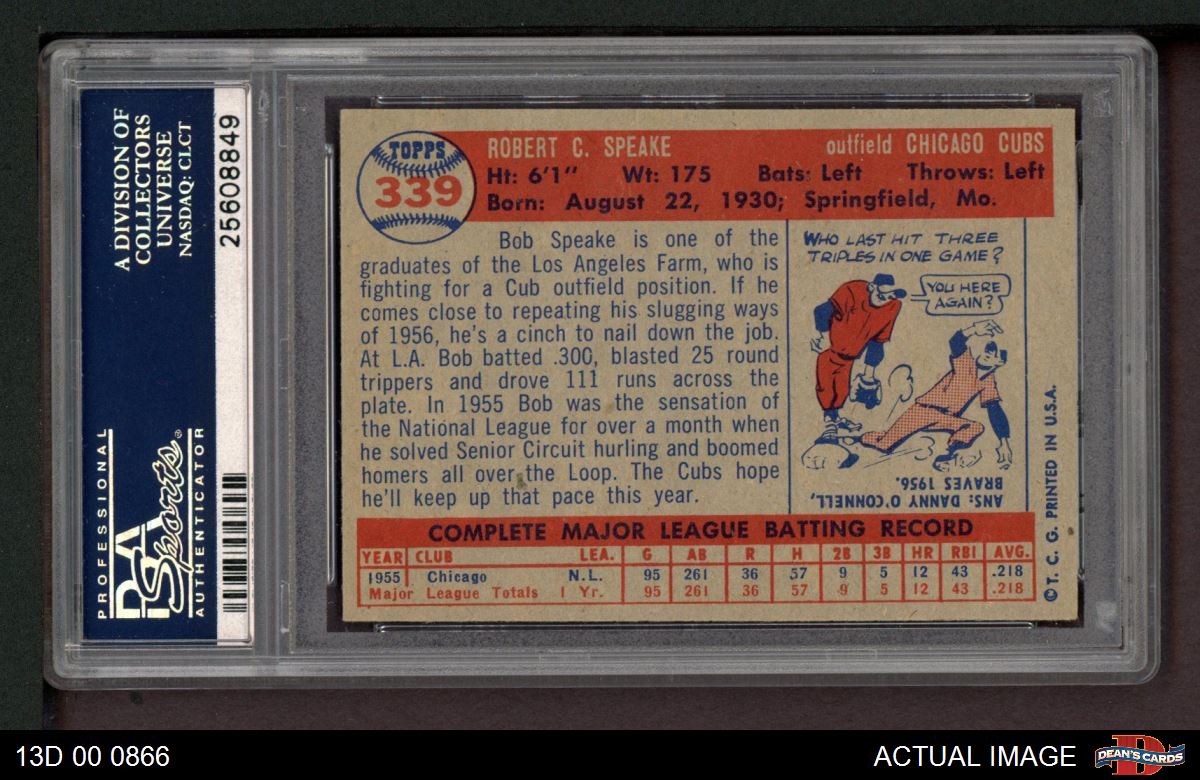 A DIVISION OF
COLLECTORS
UNIVERSE
NASDAQ: CLCT
25608849
PROFESSIONAL
PSA
Sports®
AUTHENTICATOR
TOPPS
339
ROBERT C. SPEAKE outfield CHICAGO CUBS
Ht: 6'1" Wt: 175 Bats: Left Throws: Left
Born: August 22, 1930; Springfield, Mo.
Bob Speake is one of the
graduates of the Los Angeles Farm, who is
fighting for a Cub outfield position. If he
comes close to repeating his slugging ways
of 1956, he's a cinch to nail down the job.
At L.A. Bob batted .300, blasted 25 round
trippers and drove 111 runs across the
plate. In 1955 Bob was the sensation of
the National League for over a month when
he solved Senior Circuit hurling and boomed
homers all over the Loop. The Cubs hope
he'll keep up that pace this year.
WHO LAST HIT THREE
TRIPLES IN ONE GAME?
YOU HERE
AGAIN?
ANS: DANNY O'CONNELL,
BRAVES 1956.
COMPLETE MAJOR LEAGUE BATTING RECORD
YEAR CLUB LEA. G AB R H 2B 3B HR RBI AVG.
1955 Chicago N.L. 95 261 36 57 9 5 12 43 .218
Major League Totals 1 Yr. 95 261 36 57 9 5 12 43 .218
© T. C. G. PRINTED IN U.S.A.
13D 00 0866
ACTUAL IMAGE
D
DEAN'S CARDS